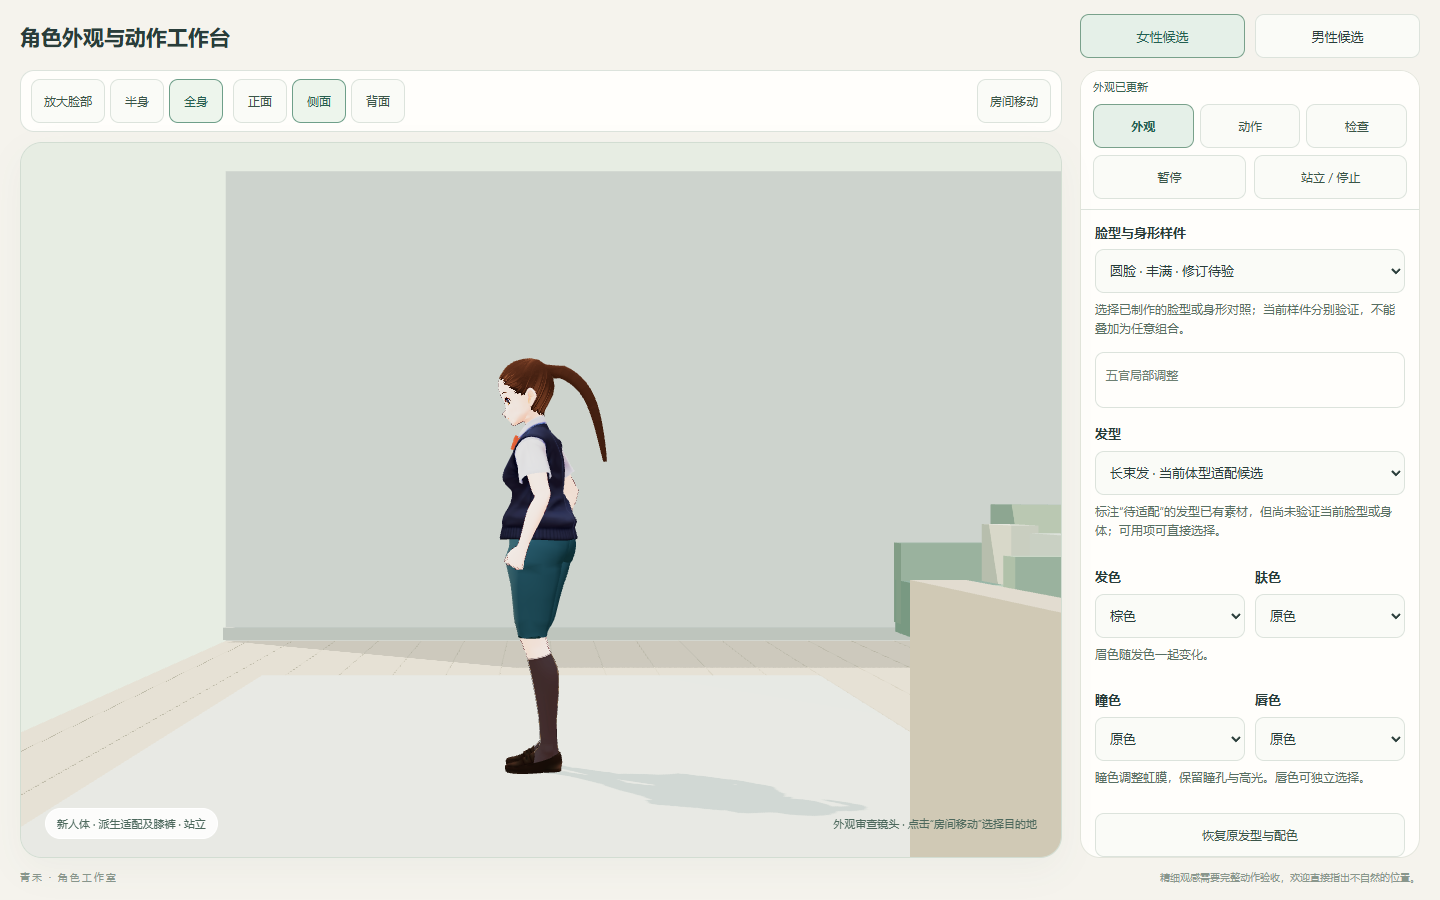 角色外观与动作工作台
女性候选
男性候选
放大脸部
半身
全身
正面
侧面
背面
房间移动
外观已更新
外观
动作
检查
暂停
站立 / 停止
脸型与身形样件
圆脸 · 丰满 · 修订待验
选择已制作的脸型或身形对照；当前样件分别验证，不能
叠加为任意组合。
五官局部调整
发型
长束发 · 当前体型适配候选
标注“待适配”的发型已有素材，但尚未验证当前脸型或身
体；可用项可直接选择。
发色
肤色
棕色
原色
眉色随发色一起变化。
瞳色
唇色
原色
原色
瞳色调整虹膜，保留瞳孔与高光。唇色可独立选择。
恢复原发型与配色
新人体 · 派生适配及膝裤 · 站立
外观审查镜头 · 点击“房间移动”选择目的地
青禾 · 角色工作室
精细观感需要完整动作验收，欢迎直接指出不自然的位置。